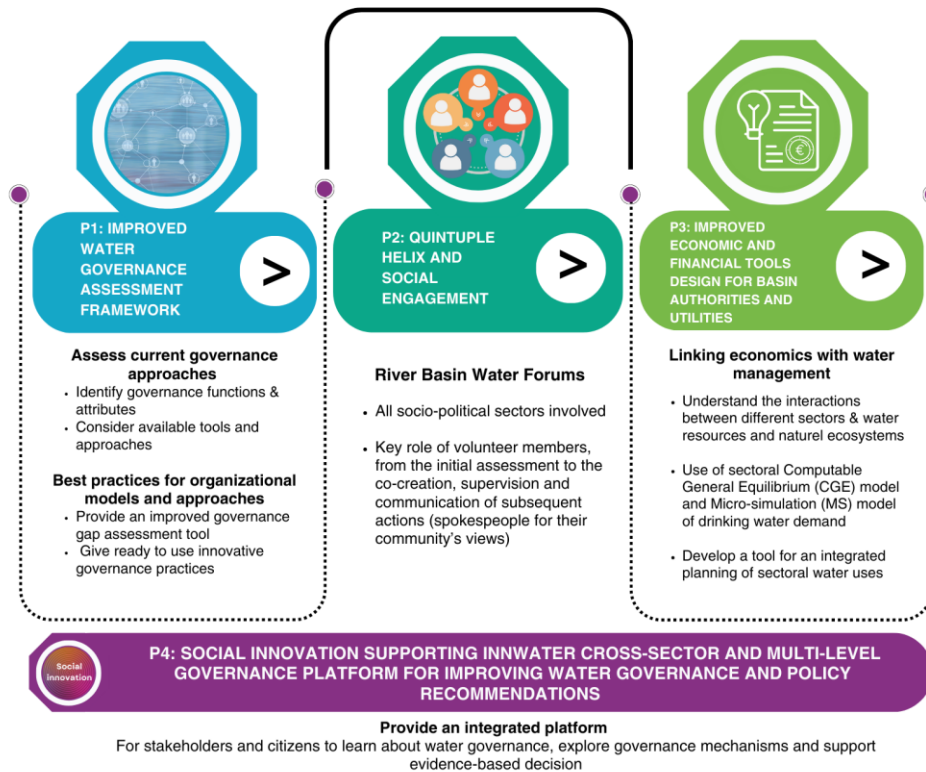 P1: IMPROVED
WATER
GOVERNANCE
ASSESSMENT
FRAMEWORK
>
Assess current governance
approaches
• Identify governance functions &
attributes
• Consider available tools and
approaches
Best practices for organizational
models and approaches
• Provide an improved governance
gap assessment tool
• Give ready to use innovative
governance practices
P2: QUINTUPLE
HELIX AND
SOCIAL
ENGAGEMENT
>
River Basin Water Forums
• All socio-political sectors involved
• Key role of volunteer members,
from the initial assessment to the
co-creation, supervision and
communication of subsequent
actions (spokespeople for their
community's views)
€
P3: IMPROVED
ECONOMIC AND
FINANCIAL TOOLS
DESIGN FOR BASIN
AUTHORITIES AND
UTILITIES
>
Linking economics with water
management
• Understand the interactions
between different sectors & water
resources and naturel ecosystems
• Use of sectoral Computable
General Equilibrium (CGE) model
and Micro-simulation (MS) model
of drinking water demand
• Develop a tool for an integrated
planning of sectoral water uses
Social
innovation
P4: SOCIAL INNOVATION SUPPORTING INNWATER CROSS-SECTOR AND MULTI-LEVEL
GOVERNANCE PLATFORM FOR IMPROVING WATER GOVERNANCE AND POLICY
RECOMMENDATIONS
Provide an integrated platform
For stakeholders and citizens to learn about water governance, explore governance mechanisms and support
evidence-based decision